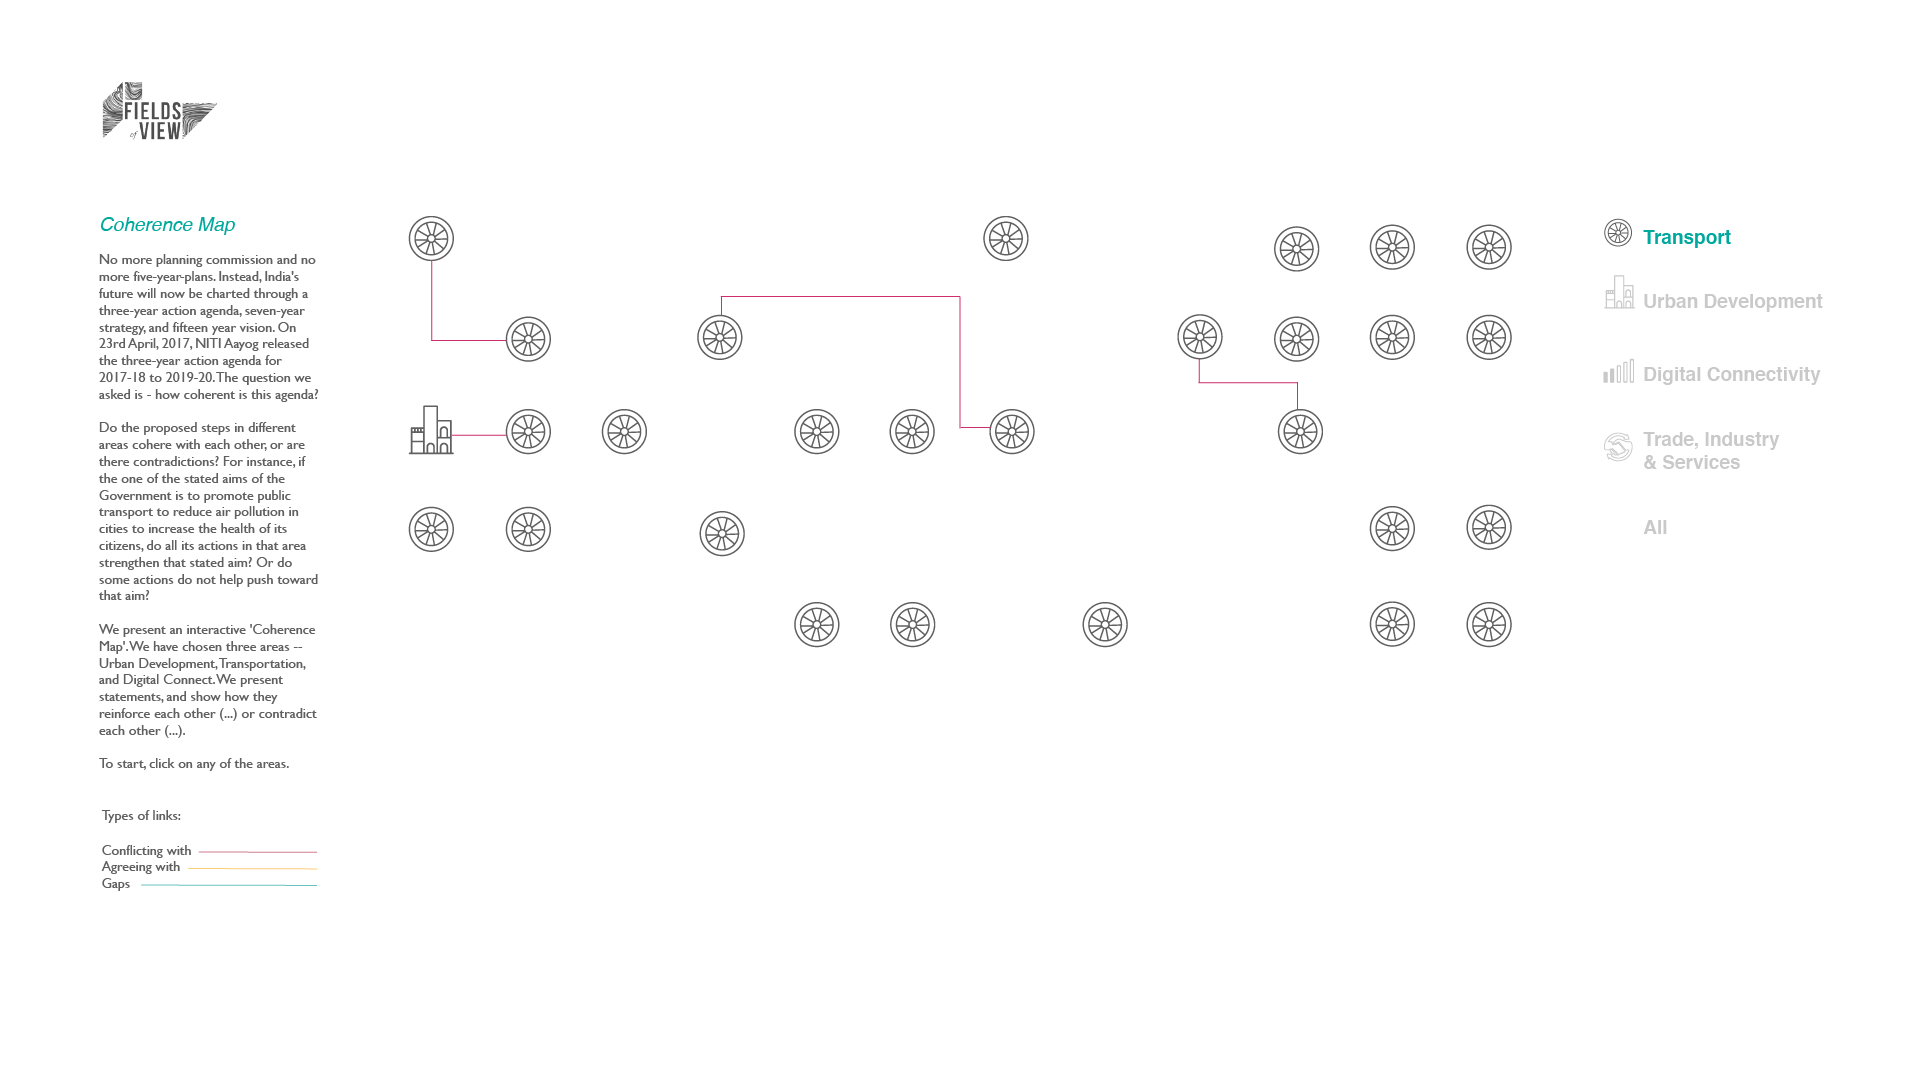 FIELDS
of VIEW
Coherence Map
No more planning commission and no
more five-year-plans. Instead, India's
future will now be charted through a
three-year action agenda, seven-year
strategy, and fifteen year vision. On
23rd April, 2017, NITI Aayog released
the three-year action agenda for
2017-18 to 2019-20. The question we
asked is - how coherent is this agenda?
Do the proposed steps in different
areas cohere with each other, or are
there contradictions? For instance, if
the one of the stated aims of the
Government is to promote public
transport to reduce air pollution in
cities to increase the health of its
citizens, do all its actions in that area
strengthen that stated aim? Or do
some actions do not help push toward
that aim?
We present an interactive 'Coherence
Map'. We have chosen three areas --
Urban Development, Transportation,
and Digital Connect. We present
statements, and show how they
reinforce each other (...) or contradict
each other (...).
To start, click on any of the areas.
Types of links:
Conflicting with
Agreeing with
Gaps
Transport
Urban Development
Digital Connectivity
Trade, Industry
& Services
All